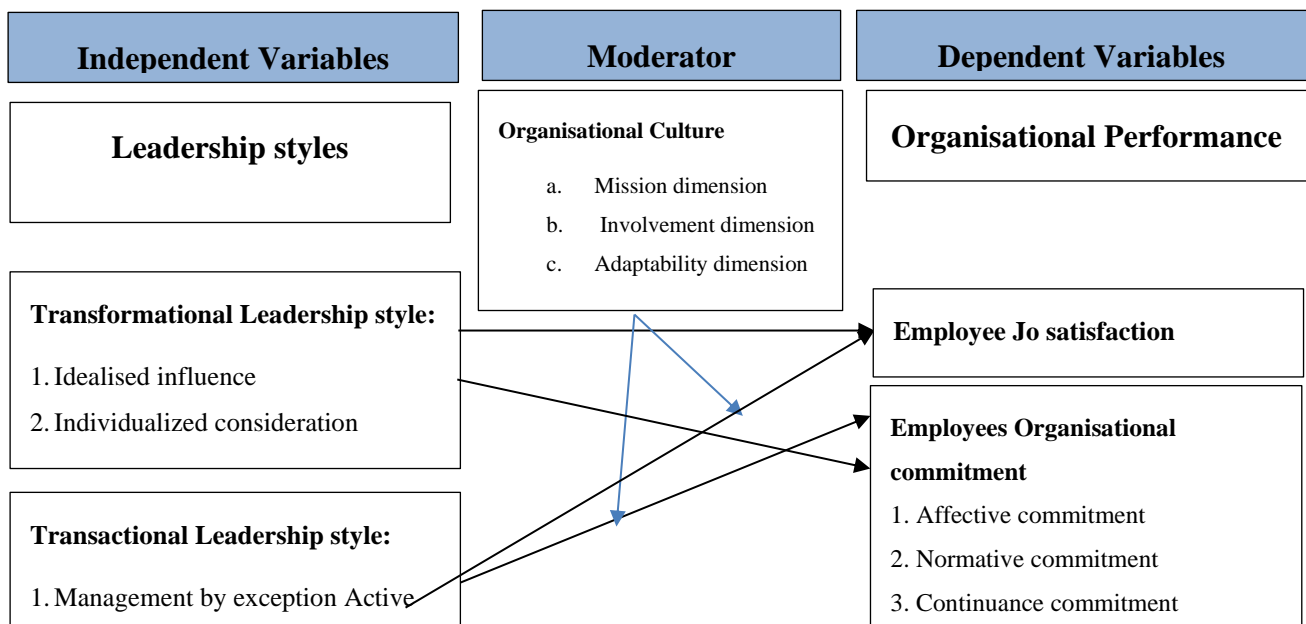 Independent Variables
Moderator
Dependent Variables
Leadership styles
Organisational Culture
a. Mission dimension
b. Involvement dimension
c. Adaptability dimension
Organisational Performance
Transformational Leadership style:
1. Idealised influence
2. Individualized consideration
Transactional Leadership style:
1. Management by exception Active
Employee Jo satisfaction
Employees Organisational
commitment
1. Affective commitment
2. Normative commitment
3. Continuance commitment